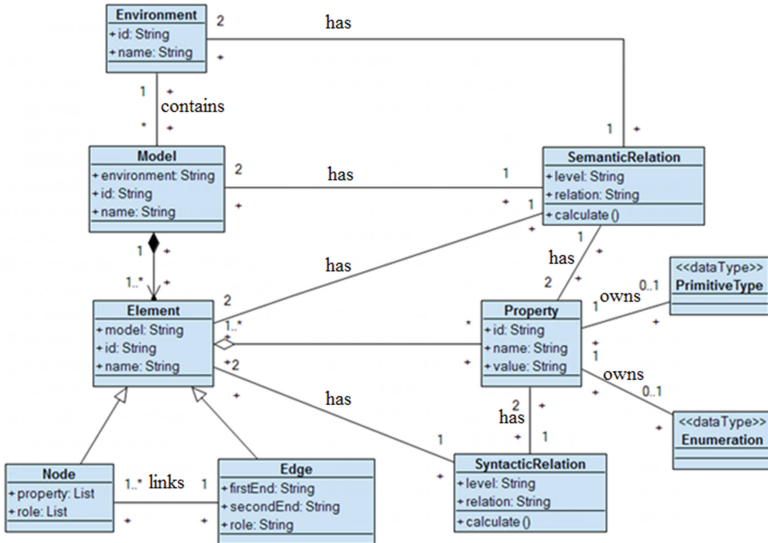 Environment
+ id: String
+ name: String
2
has
+
1
+
contains
*
+
1
+
Model
+ environment: String
+ id: String
+ name: String
2
has
1
+
+
SemanticRelation
+ level: String
+ relation: String
+ calculate ()
1
+
1
+
1..*
+
has
2
1
+
has
2
+
<<dataType>>
PrimitiveType
0..1
owns
1
+
+
Element
+ model: String
+ id: String
+ name: String
1..*
+
*
+
Property
+ id: String
+ name: String
+ value: String
1
+
owns
0..1
+
<<dataType>>
Enumeration
2
+
has
1
+
2
+
has
+
1
Node
+ property: List
+ role: List
1..*
links
1
+
+
Edge
+ firstEnd: String
+ secondEnd: String
+ role: String
SyntacticRelation
+ level: String
+ relation: String
+ calculate ()